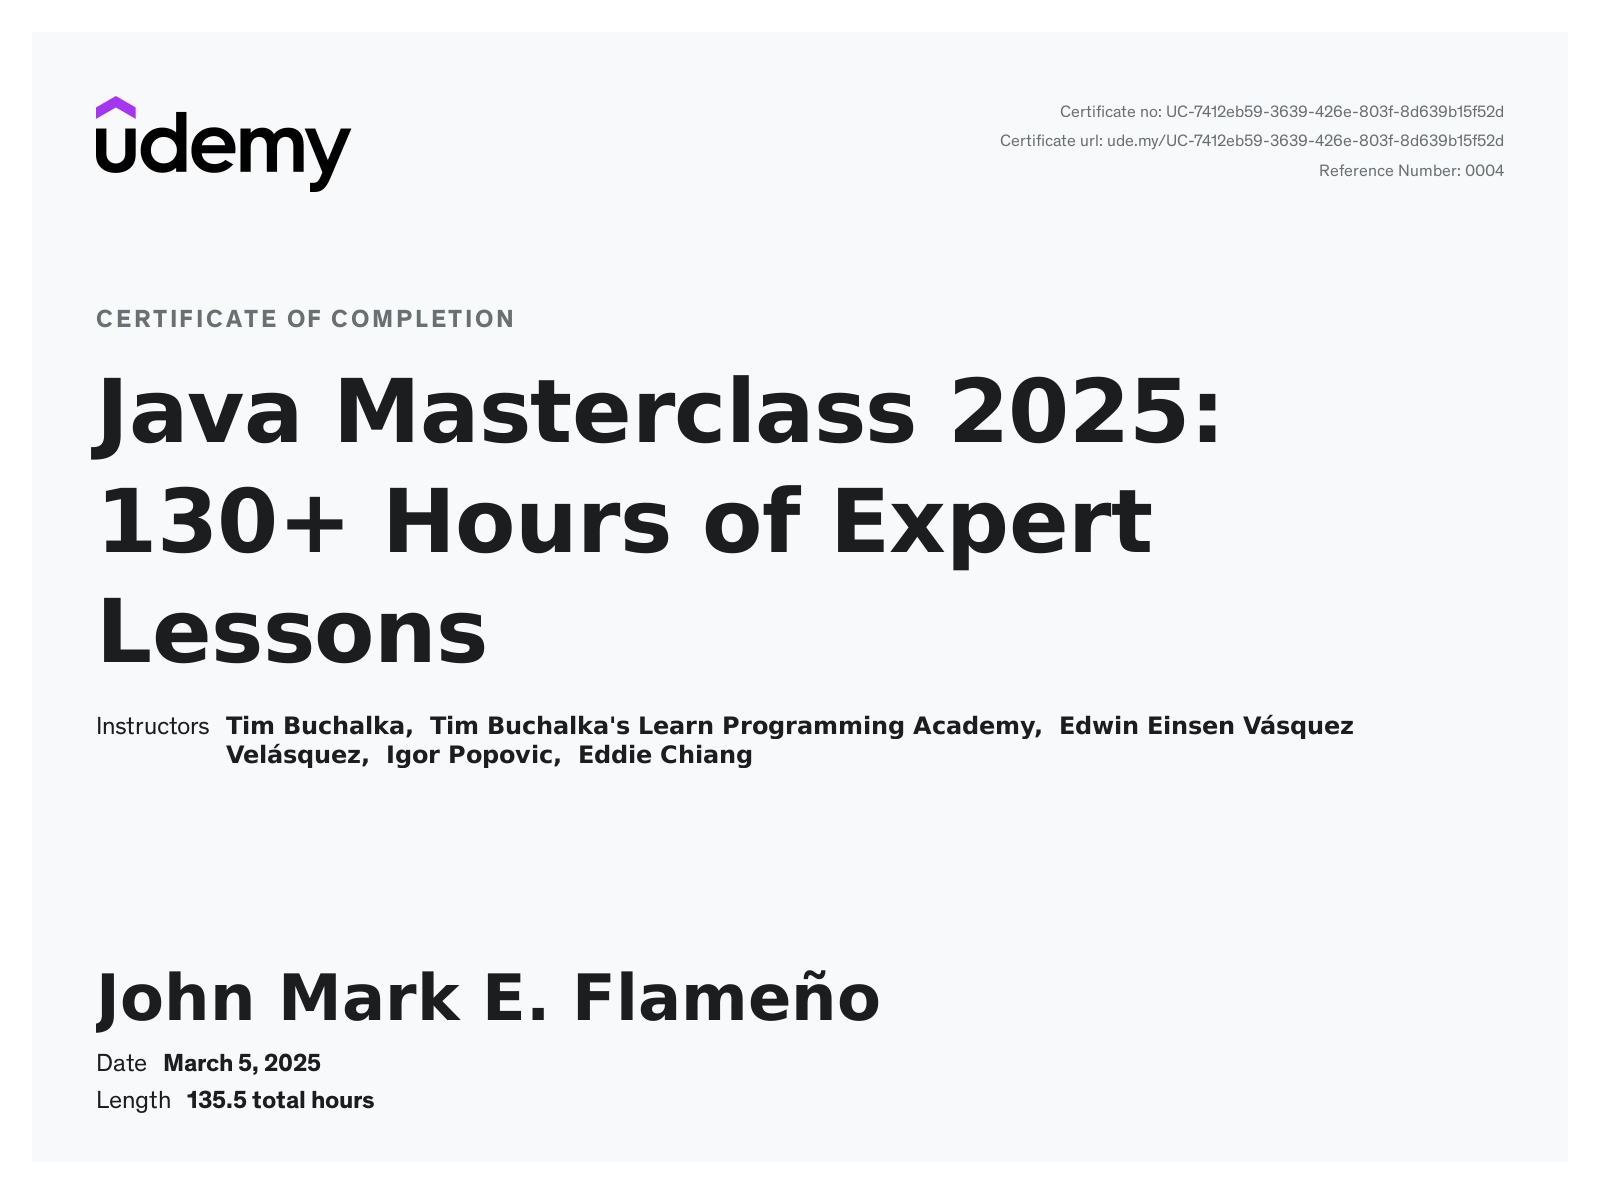 udemy
Certificate no: UC-7412eb59-3639-426e-803f-8d639b15f52d
Certificate url: ude.my/UC-7412eb59-3639-426e-803f-8d639b15f52d
Reference Number: 0004
CERTIFICATE OF COMPLETION
Java Masterclass 2025:
130+ Hours of Expert
Lessons
Instructors Tim Buchalka, Tim Buchalka's Learn Programming Academy, Edwin Einsen Vásquez
Velásquez, Igor Popovic, Eddie Chiang
John Mark E. Flameño
Date March 5, 2025
Length 135.5 total hours